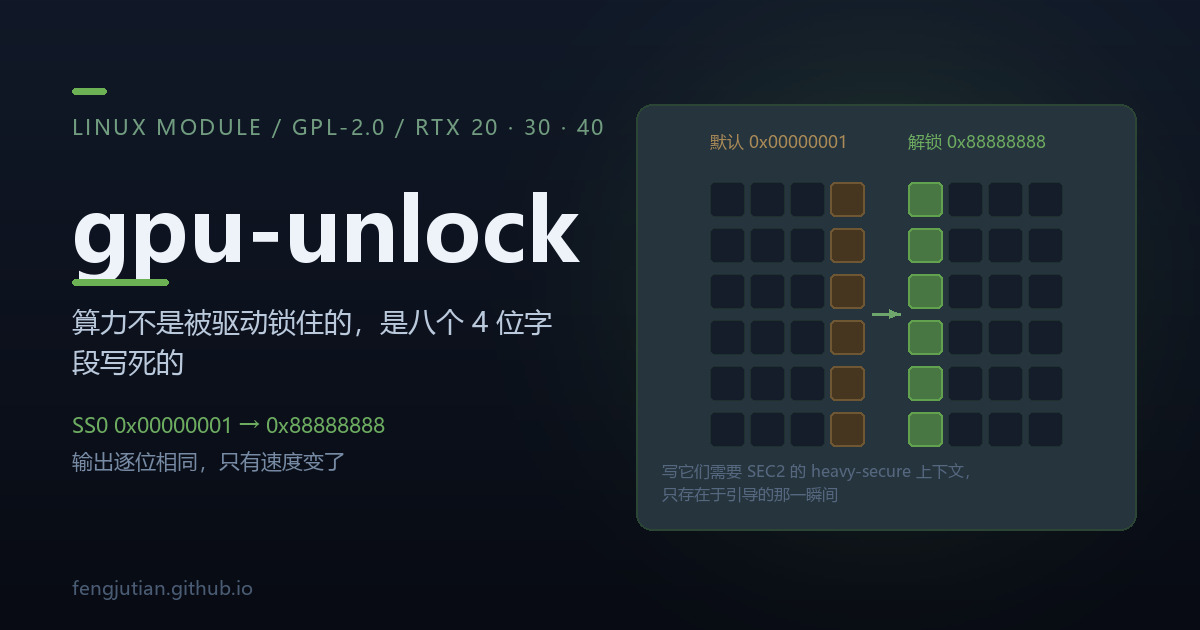 LINUX MODULE / GPL-2.0 / RTX 20 · 30 · 40
gpu-unlock
算力不是被驱动锁住的，是八个 4 位字
段写死的
SS0 0x00000001 → 0x88888888
输出逐位相同，只有速度变了
fengjutian.github.io
默认 0x00000001
解锁 0x88888888
写它们需要 SEC2 的 heavy-secure 上下文，
只存在于引导的那一瞬间